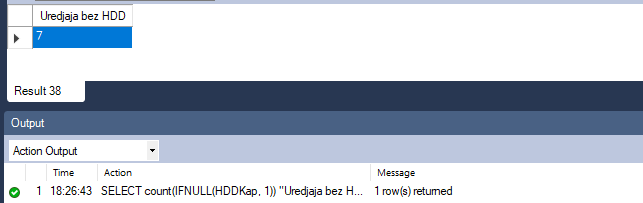 Uredjaja bez HDD
7
Result 38
Output
Action Output
Time Action Message
1 18:26:43 SELECT count(IFNULL(HDDKap, 1)) "Uredjaja bez H... 1 row(s) returned